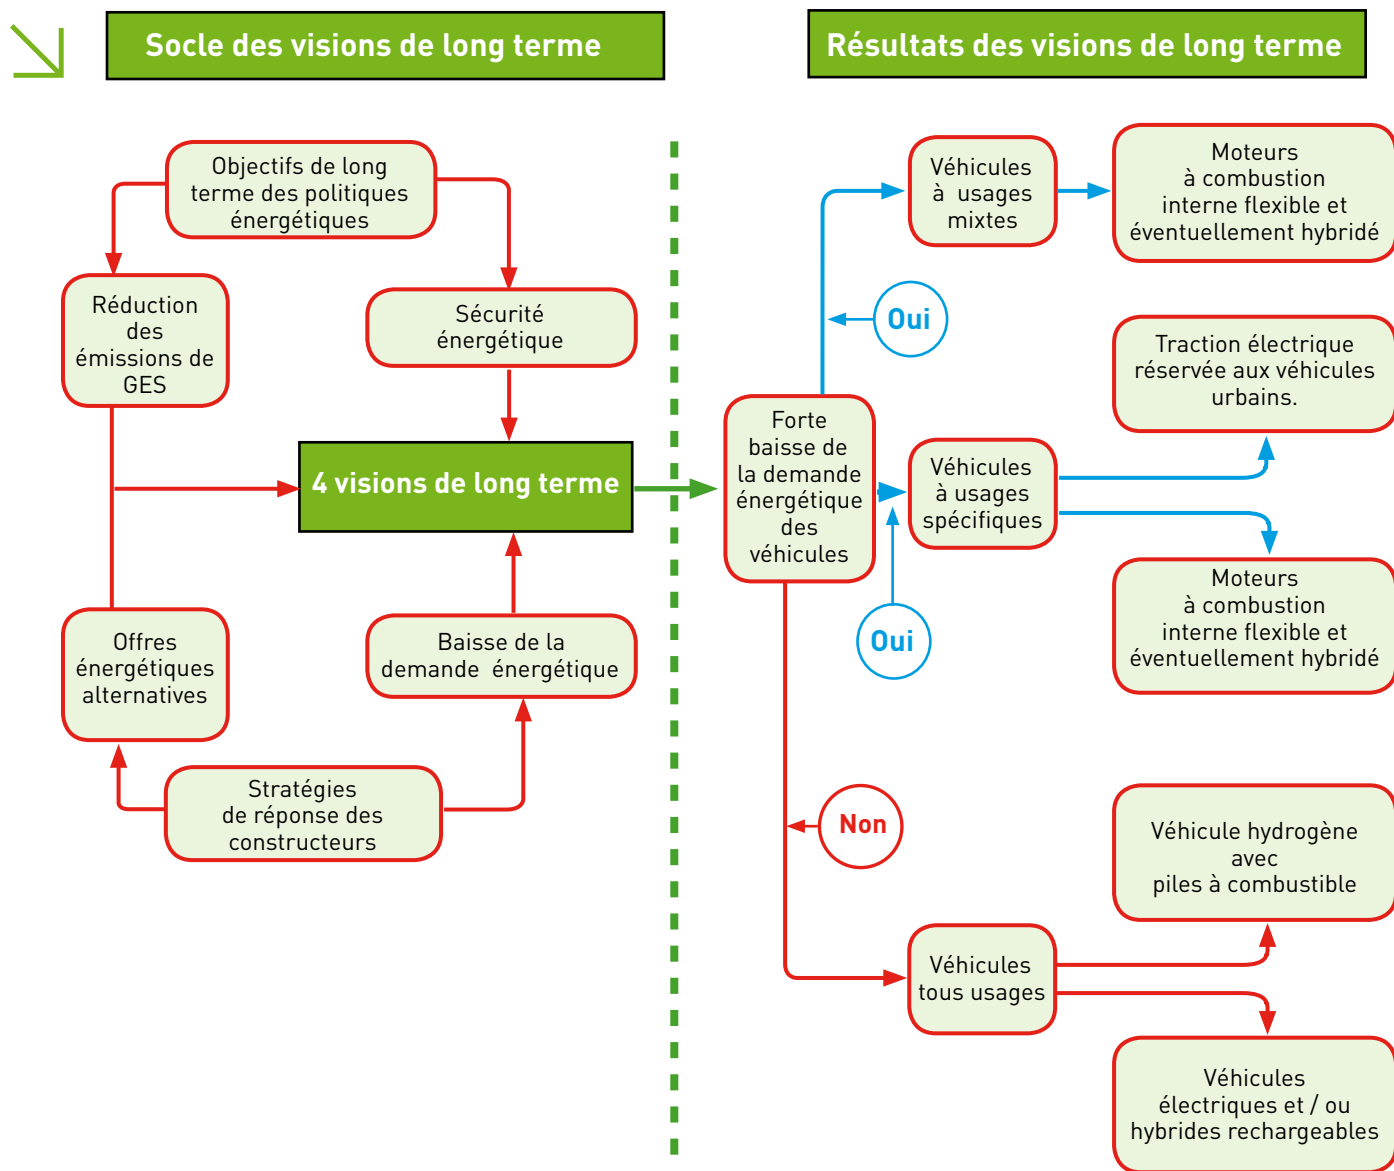 Socle des visions de long terme
Résultats des visions de long terme
Objectifs de long
terme des politiques
énergétiques
Réduction
des
émissions de
GES
Sécurité
énergétique
4 visions de long terme
Offres
énergétiques
alternatives
Baisse de la
demande énergétique
Stratégies
de réponse des
constructeurs
Forte
baisse de
la demande
énergétique
des
véhicules
Oui
Véhicules
à usages
mixtes
Moteurs
à combustion
interne flexible et
éventuellement hybridé
Oui
Véhicules
à usages
spécifiques
Traction électrique
réservée aux véhicules
urbains.
Moteurs
à combustion
interne flexible et
éventuellement hybridé
Non
Véhicules
tous usages
Véhicule hydrogène
avec
piles à combustible
Véhicules
électriques et / ou
hybrides rechargeables